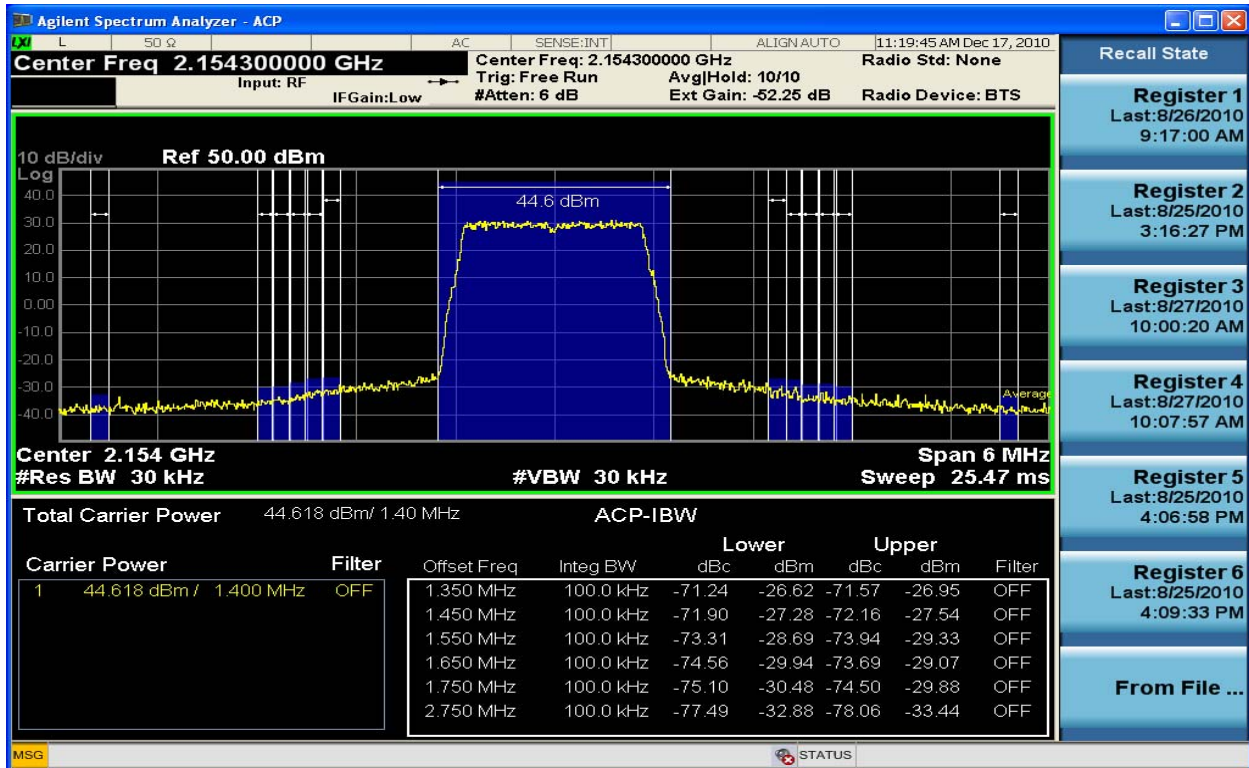 Agilent Spectrum Analyzer - ACP
LXI L 50 Ω AC SENSE:INT ALIGN AUTO 11:19:45 AM Dec 17, 2010
Center Freq 2.154300000 GHz
Input: RF
IFGain:Low
Center Freq: 2.154300000 GHz
Trig: Free Run Avg|Hold: 10/10
#Atten: 6 dB Ext Gain: -52.25 dB
Radio Std: None
Radio Device: BTS
10 dB/div Ref 50.00 dBm
Log
40.0
30.0
20.0
10.0
0.00
-10.0
-20.0
-30.0
-40.0
44.6 dBm
Average
Center 2.154 GHz Span 6 MHz
#Res BW 30 kHz #VBW 30 kHz Sweep 25.47 ms
Total Carrier Power 44.618 dBm/ 1.40 MHz ACP-IBW
Lower Upper
Carrier Power Filter
1 44.618 dBm / 1.400 MHz OFF
Offset Freq Integ BW dBc dBm dBc dBm Filter
1.350 MHz 100.0 kHz -71.24 -26.62 -71.57 -26.95 OFF
1.450 MHz 100.0 kHz -71.90 -27.28 -72.16 -27.54 OFF
1.550 MHz 100.0 kHz -73.31 -28.69 -73.94 -29.33 OFF
1.650 MHz 100.0 kHz -74.56 -29.94 -73.69 -29.07 OFF
1.750 MHz 100.0 kHz -75.10 -30.48 -74.50 -29.88 OFF
2.750 MHz 100.0 kHz -77.49 -32.88 -78.06 -33.44 OFF
MSG STATUS
Recall State
Register 1
Last:8/26/2010
9:17:00 AM
Register 2
Last:8/25/2010
3:16:27 PM
Register 3
Last:8/27/2010
10:00:20 AM
Register 4
Last:8/27/2010
10:07:57 AM
Register 5
Last:8/25/2010
4:06:58 PM
Register 6
Last:8/25/2010
4:09:33 PM
From File ...